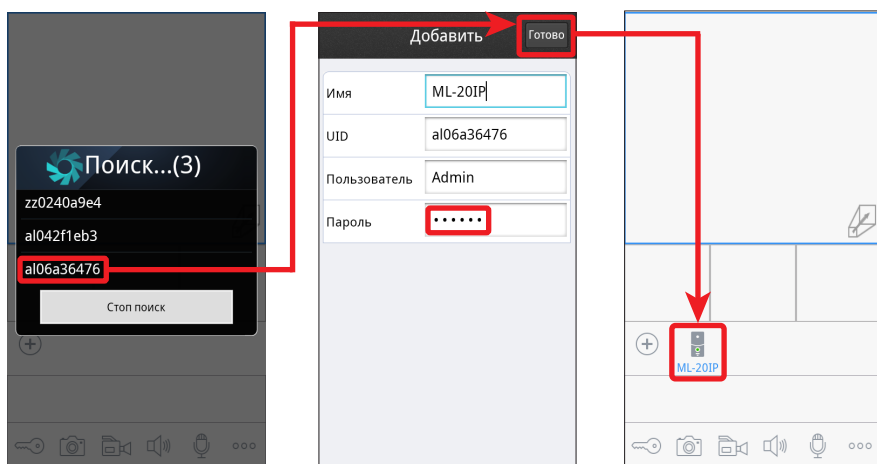 Поиск...(3)
zz0240a9e4
al042f1eb3
al06a36476
Стоп поиск
Добавить
Готово
Имя
ML-20IP
UID
al06a36476
Пользователь
Admin
Пароль
••••••
ML-20IP